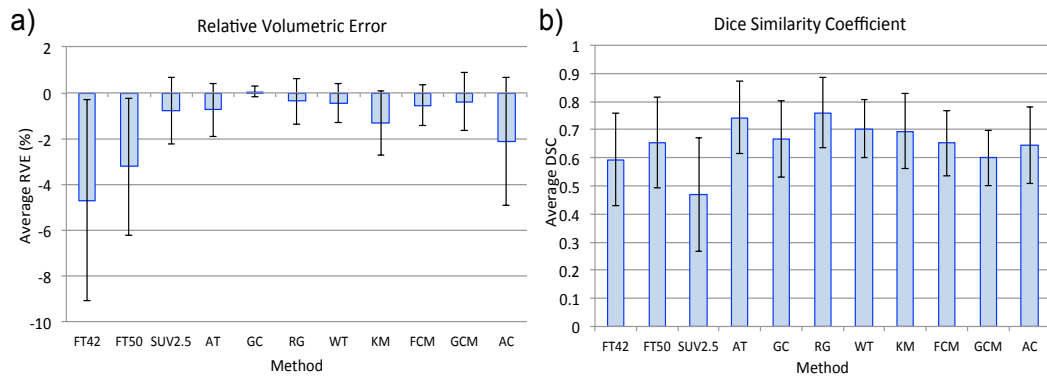 a)
Relative Volumetric Error
2
0
-2
-4
-6
-8
-10
Average RVE (%)
FT42 FT50 SUV2.5 AT GC RG WT KM FCM GCM AC
Method
b)
Dice Similarity Coefficient
1
0.9
0.8
0.7
0.6
0.5
0.4
0.3
0.2
0.1
0
Average DSC
FT42 FT50 SUV2.5 AT GC RG WT KM FCM GCM AC
Method